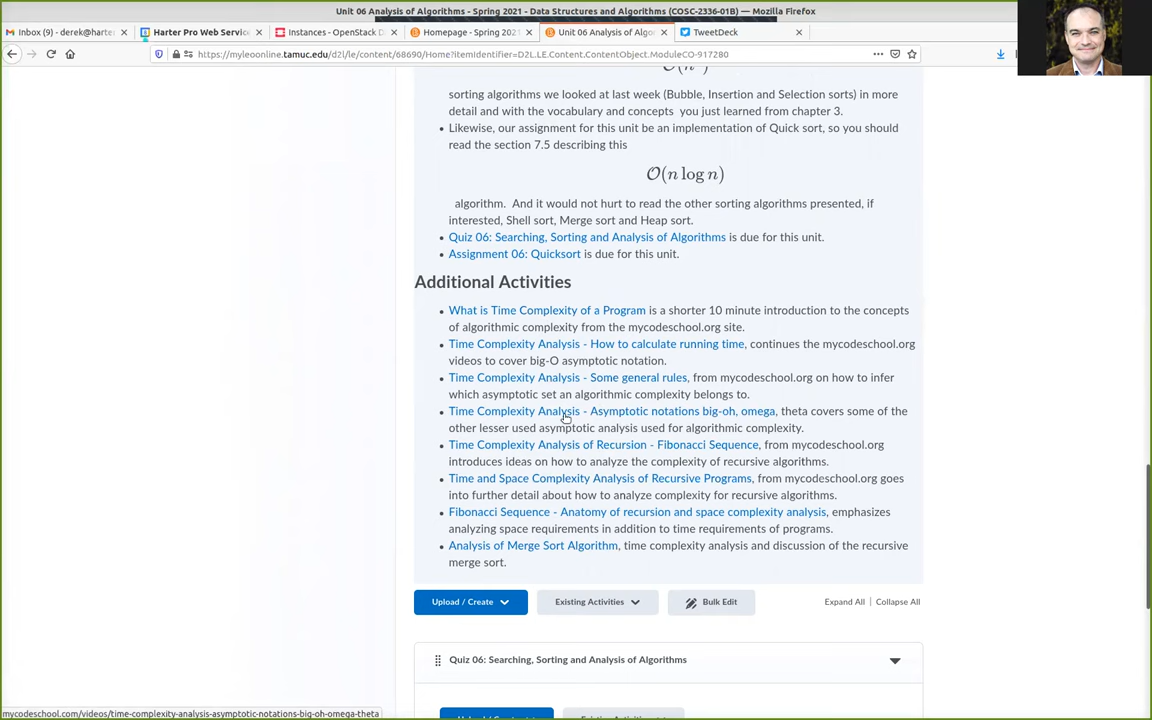 Unit 06 Analysis of Algorithms - Spring 2021 - Data Structures and Algorithms (COSC-2336-01B) — Mozilla Firefox
Inbox (9) - derek@harte
Harter Pro Web Servic
Instances - OpenStack D
Homepage - Spring 2021
Unit 06 Analysis of Algo
TweetDeck
https://myleoonline.tamuc.edu/d2l/le/content/68690/Home?itemIdentifier=D2L.LE.Content.ContentObject.ModuleCO-917280
sorting algorithms we looked at last week (Bubble, Insertion and Selection sorts) in more
detail and with the vocabulary and concepts you just learned from chapter 3.
• Likewise, our assignment for this unit be an implementation of Quick sort, so you should
read the section 7.5 describing this
O(n log n)
algorithm. And it would not hurt to read the other sorting algorithms presented, if
interested, Shell sort, Merge sort and Heap sort.
• Quiz 06: Searching, Sorting and Analysis of Algorithms is due for this unit.
• Assignment 06: Quicksort is due for this unit.
Additional Activities
• What is Time Complexity of a Program is a shorter 10 minute introduction to the concepts
of algorithmic complexity from the mycodeschool.org site.
• Time Complexity Analysis - How to calculate running time, continues the mycodeschool.org
videos to cover big-O asymptotic notation.
• Time Complexity Analysis - Some general rules, from mycodeschool.org on how to infer
which asymptotic set an algorithmic complexity belongs to.
• Time Complexity Analysis - Asymptotic notations big-oh, omega, theta covers some of the
other lesser used asymptotic analysis used for algorithmic complexity.
• Time Complexity Analysis of Recursion - Fibonacci Sequence, from mycodeschool.org
introduces ideas on how to analyze the complexity of recursive algorithms.
• Time and Space Complexity Analysis of Recursive Programs, from mycodeschool.org goes
into further detail about how to analyze complexity for recursive algorithms.
• Fibonacci Sequence - Anatomy of recursion and space complexity analysis, emphasizes
analyzing space requirements in addition to time requirements of programs.
• Analysis of Merge Sort Algorithm, time complexity analysis and discussion of the recursive
merge sort.
Upload / Create
Existing Activities
Bulk Edit
Expand All | Collapse All
Quiz 06: Searching, Sorting and Analysis of Algorithms
mycodeschool.com/videos/time-complexity-analysis-asymptotic-notations-big-oh-omega-theta